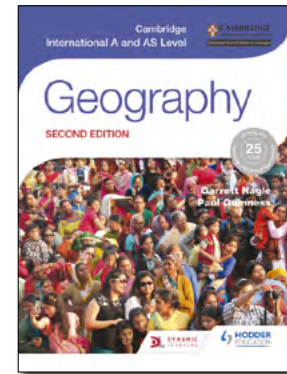 Cambridge
International A and AS Level
CAMBRIDGE
Geography
SECOND EDITION
25
Garrett Nagle
Paul Guinness
DYNAMIC
LEARNING
HODDER
EDUCATION